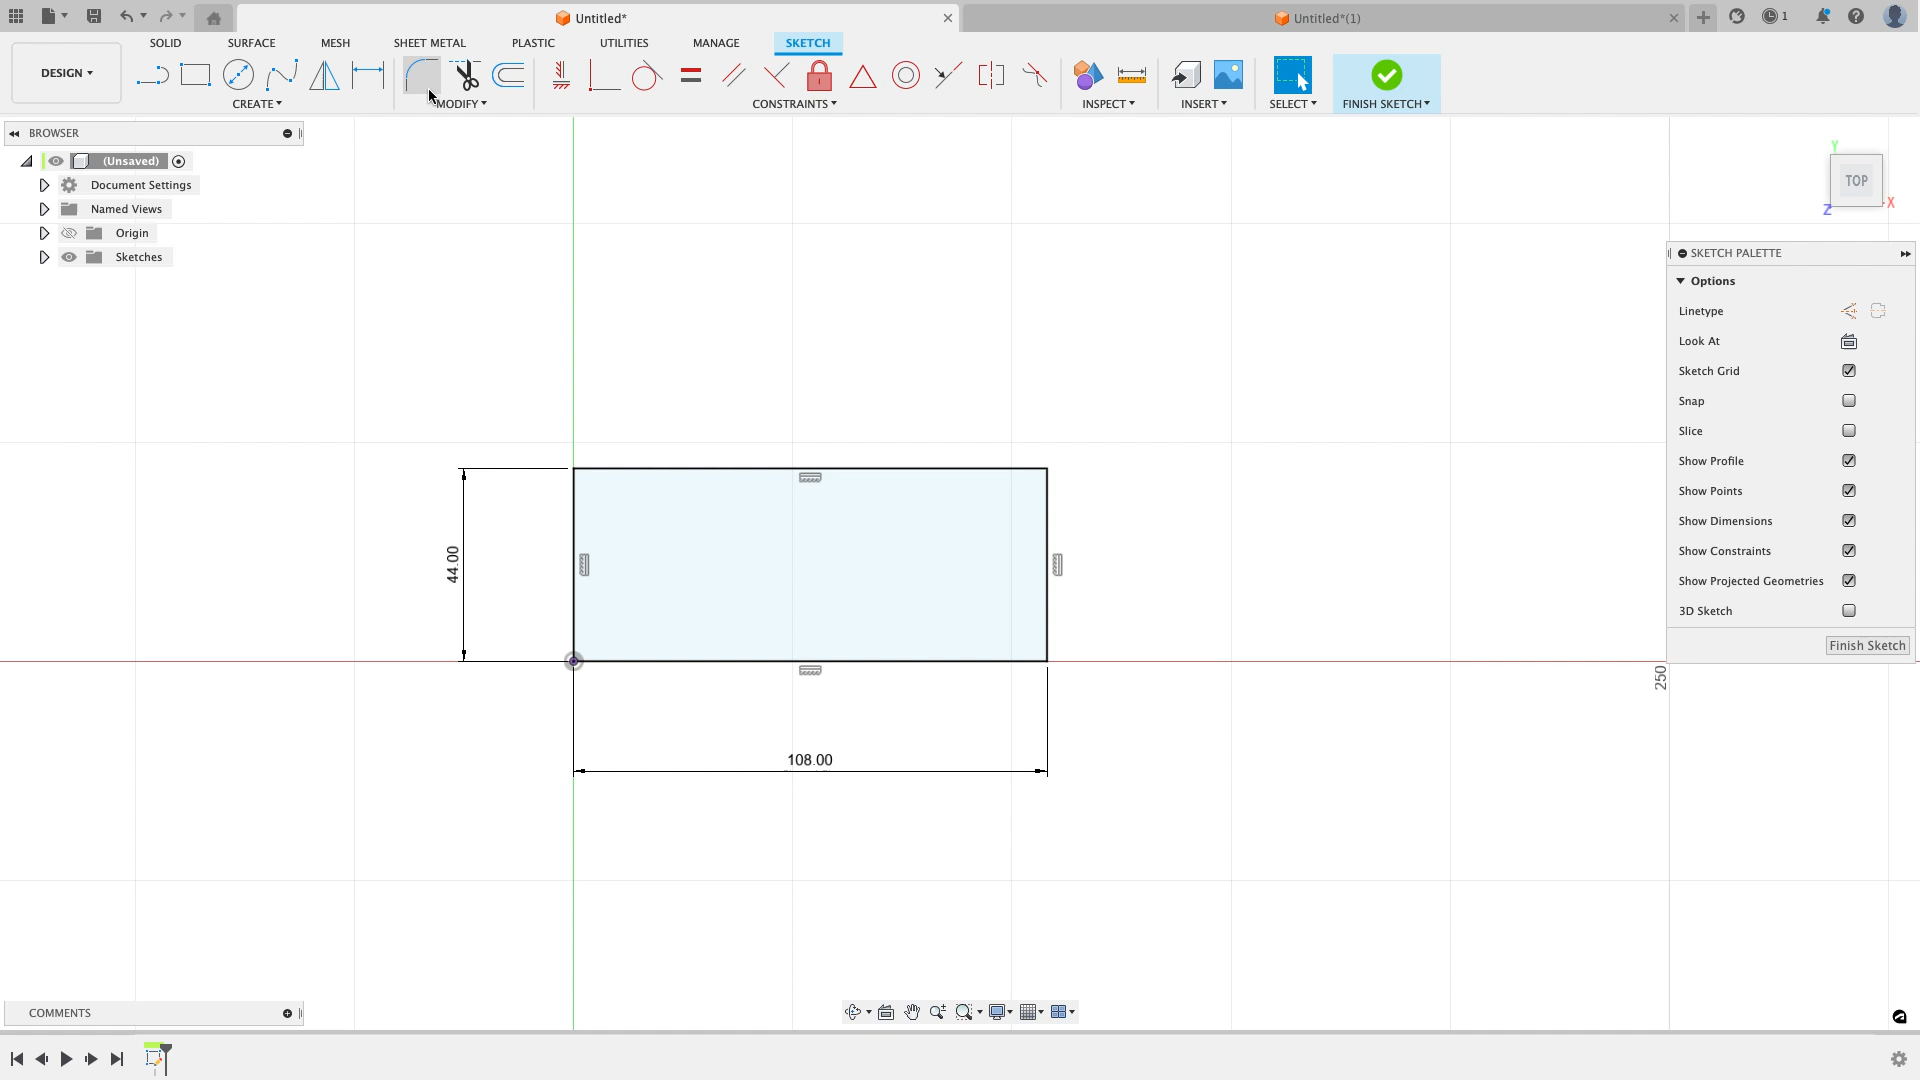 Untitled*
Untitled*(1)
1
SOLID
SURFACE
MESH
SHEET METAL
PLASTIC
UTILITIES
MANAGE
SKETCH
DESIGN
CREATE
MODIFY
CONSTRAINTS
INSPECT
INSERT
SELECT
FINISH SKETCH
BROWSER
(Unsaved)
Document Settings
Named Views
Origin
Sketches
Y
TOP
X
Z
SKETCH PALETTE
Options
Linetype
Look At
Sketch Grid
Snap
Slice
Show Profile
Show Points
Show Dimensions
Show Constraints
Show Projected Geometries
3D Sketch
Finish Sketch
44.00
250
108.00
COMMENTS